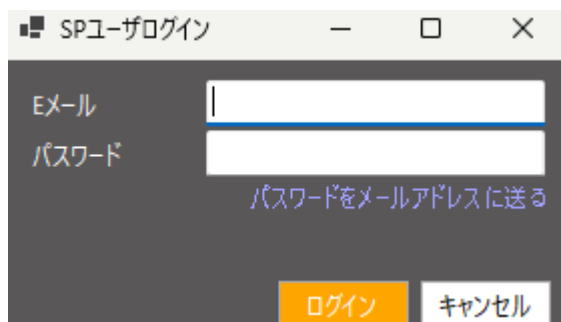 SPユーザログイン
Eメール
パスワード
パスワードをメールアドレスに送る
ログイン キャンセル